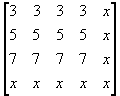 3 3 3 3 x
5 5 5 5 x
7 7 7 7 x
x x x x x